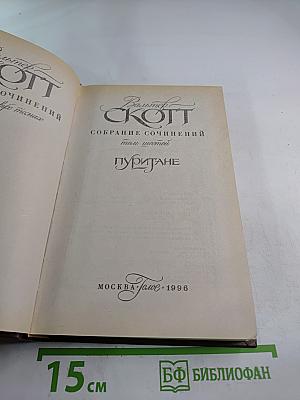 Вальтер
СКОТТ
СОБРАНИЕ СОЧИНЕНИЙ
том шестой
ПУРИТАНЕ
МОСКВА • Голос • 1996
15 см
БФ БИБЛИОФАН